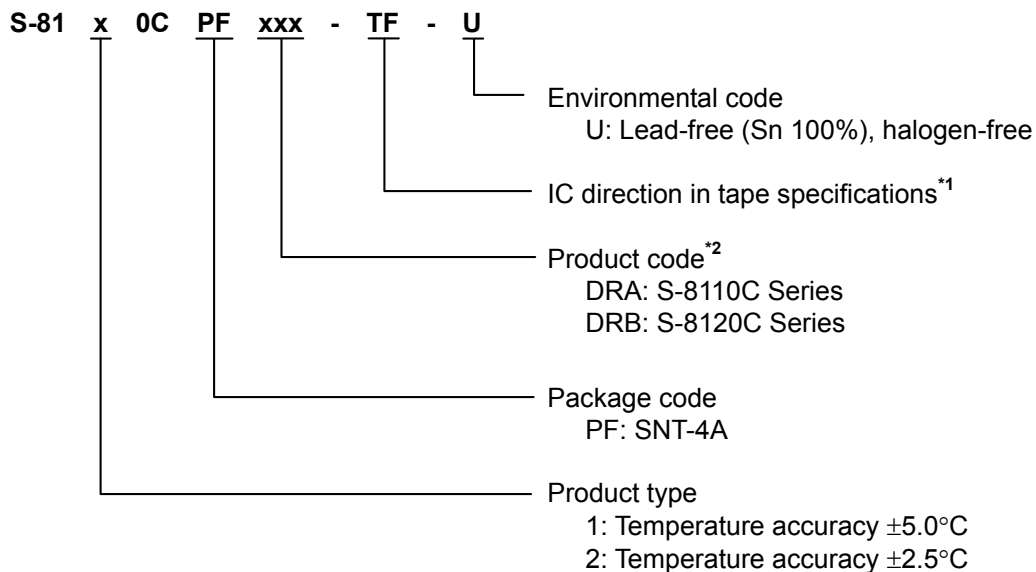 S-81 x 0C PF xxx - TF - U
Environmental code
U: Lead-free (Sn 100%), halogen-free
IC direction in tape specifications*1
Product code*2
DRA: S-8110C Series
DRB: S-8120C Series
Package code
PF: SNT-4A
Product type
1: Temperature accuracy ±5.0°C
2: Temperature accuracy ±2.5°C